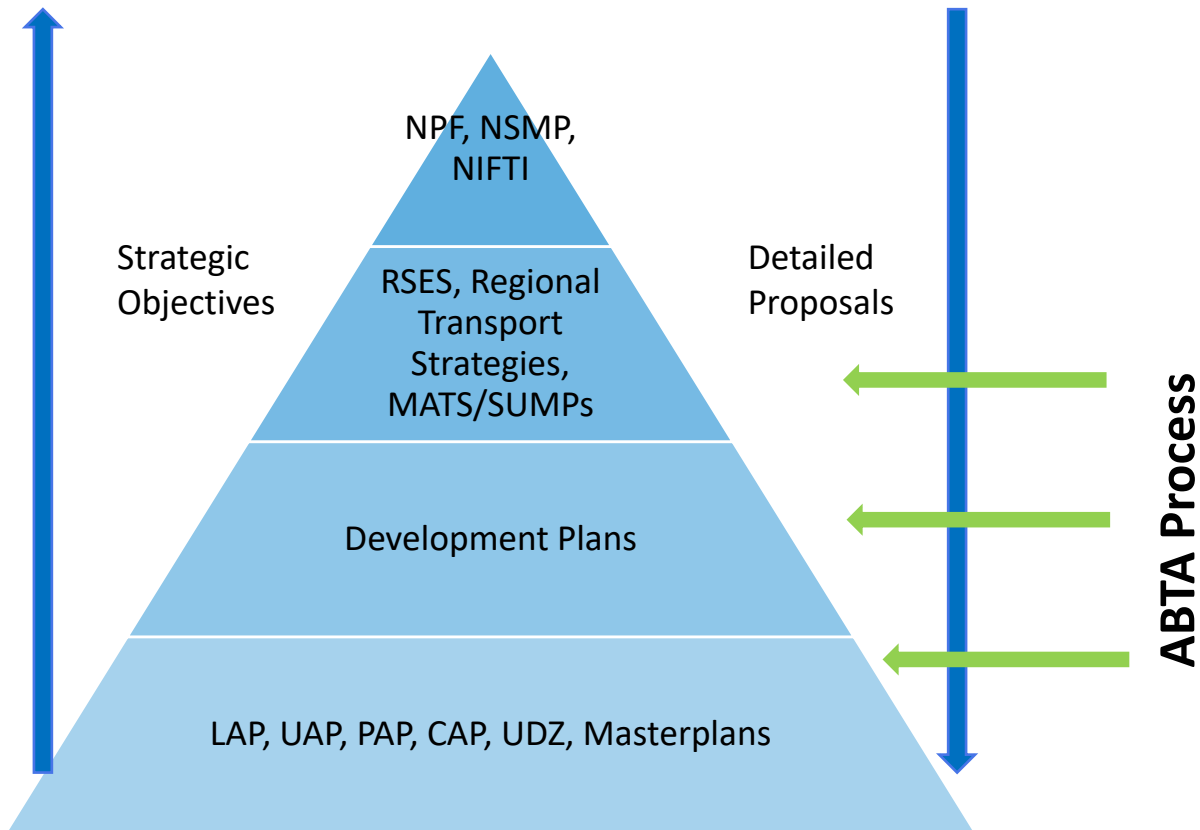 NPF, NSMP,
NIFTI
Strategic
Objectives
RSES, Regional
Transport
Strategies,
MATS/SUMPs
Detailed
Proposals
Development Plans
LAP, UAP, PAP, CAP, UDZ, Masterplans
ABTA Process